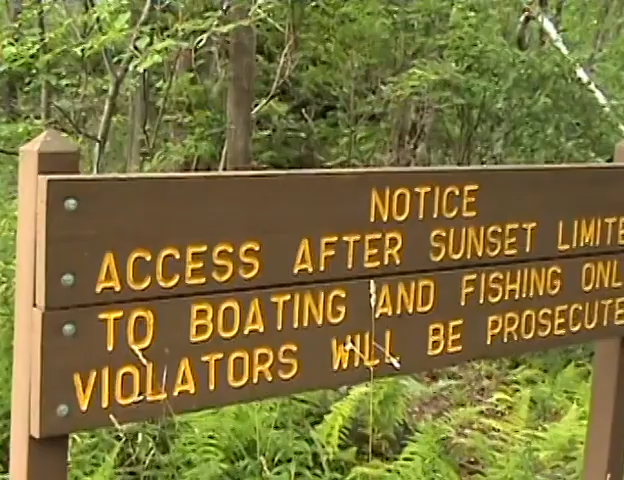 NOTICE
ACCESS AFTER SUNSET LIMITE
TO BOATING AND FISHING ONL
VIOLATORS WILL BE PROSECUTE